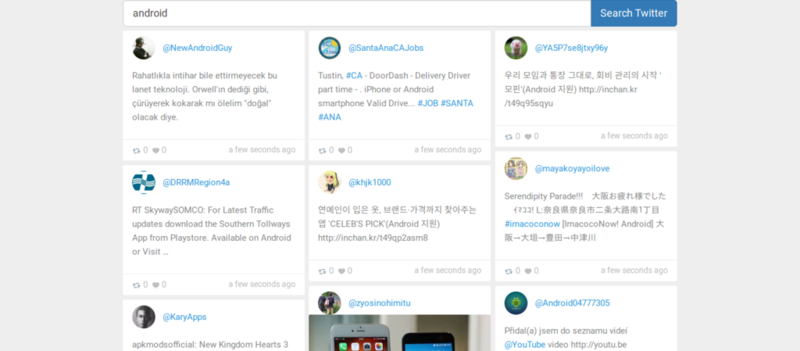 android
Search Twitter
@NewAndroidGuy
Rahatlıkla intihar bile ettirmeyecek bu
lanet teknoloji. Orwell'ın dediği gibi,
çürüyerek kokarak mı ölelim "doğal"
olacak diye.
0 0 a few seconds ago
@DRRMRegion4a
RT SkywaySOMCO: For Latest Traffic
updates download the Southern Tollways
App from Playstore. Available on Android
or Visit ...
0 0 a few seconds ago
@KaryApps
apkmodsofficial: New Kingdom Hearts 3
@SantaAnaCAJobs
Tustin, #CA - DoorDash - Delivery Driver
part time - . iPhone or Android
smartphone Valid Drive... #JOB #SANTA
#ANA
0 0 a few seconds ago
@khjk1000
연예인이 입은 옷, 브랜드·가격까지 찾아주는
앱 'CELEB'S PICK'(Android 지원)
http://inchan.kr/t49qp2asm8
0 0 a few seconds ago
@zyosinohimitu
@YA5P7se8jtxy96y
우리 모임과 통장 그대로, 회비 관리의 시작 '
모핀'(Android 지원) http://inchan.kr
/t49q95sqyu
0 0 a few seconds ago
@mayakoyayoilove
Serendipity Parade!!! 大阪お疲れ様でした
ｲﾏｺｺ! L:奈良県奈良市二条大路南1丁目
#imacoconow [ImacocoNow! Android] 大
阪→大垣→豊田→中津川
0 0 a few seconds ago
@Android04777305
Přidal(a) jsem do seznamu videí
@YouTube video http://youtu.be